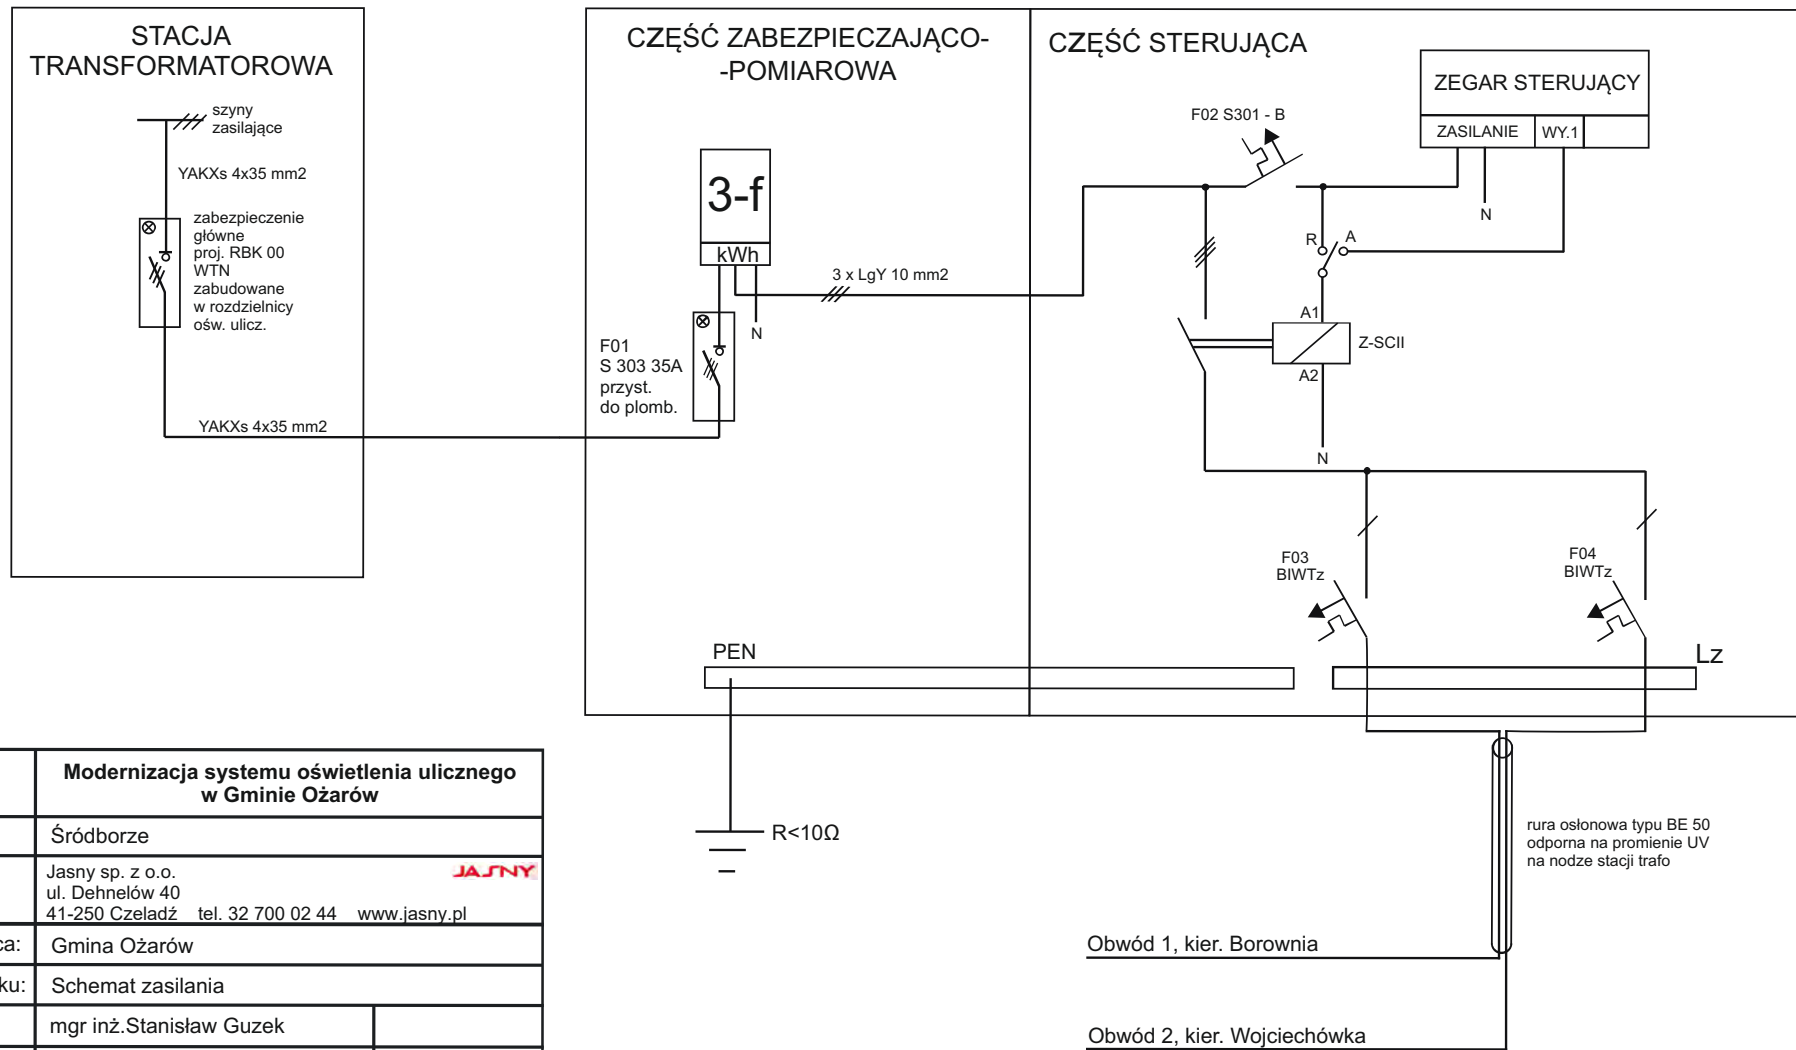 STACJA
TRANSFORMATOROWA
szyny
zasilające
YAKXs 4x35 mm2
zabezpieczenie
główne
proj. RBK 00
WTN
zabudowane
w rozdzielnicy
ośw. ulicz.
YAKXs 4x35 mm2
CZĘŚĆ ZABEZPIECZAJĄCO-
-POMIAROWA
3-f
kWh
N
3 x LgY 10 mm2
F01
S 303 35A
przyst.
do plomb.
PEN
R<10Ω
CZĘŚĆ STERUJĄCA
F02 S301 - B
ZEGAR STERUJĄCY
ZASILANIE
WY.1
N
R
A
A1
Z-SCII
A2
N
F03
BIWTz
F04
BIWTz
Lz
rura osłonowa typu BE 50
odporna na promienie UV
na nodze stacji trafo
Obwód 1, kier. Borownia
Obwód 2, kier. Wojciechówka
Modernizacja systemu oświetlenia ulicznego
w Gminie Ożarów
Śródborze
Jasny sp. z o.o.
JASNY
ul. Dehnelów 40
41-250 Czeladź tel. 32 700 02 44 www.jasny.pl
ca: Gmina Ożarów
ku: Schemat zasilania
mgr inż.Stanisław Guzek